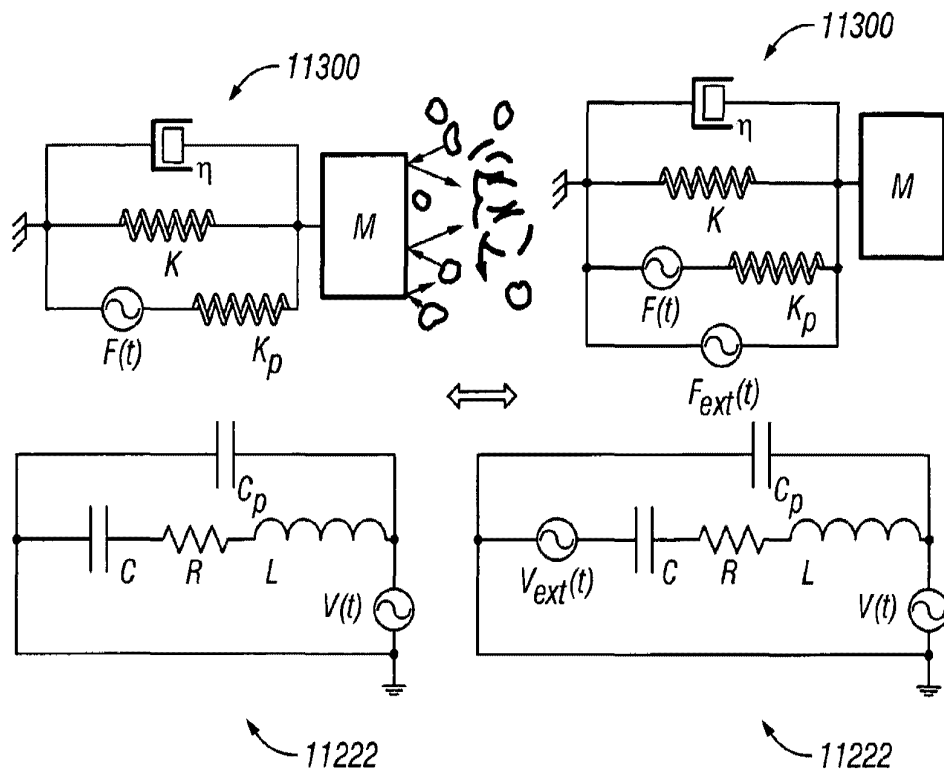 11300
η
K
M
F(t)
Kp
11300
η
K
M
F(t)
Kp
Fext(t)
Cp
C
R
L
V(t)
11222
Cp
Vext(t)
C
R
L
V(t)
11222